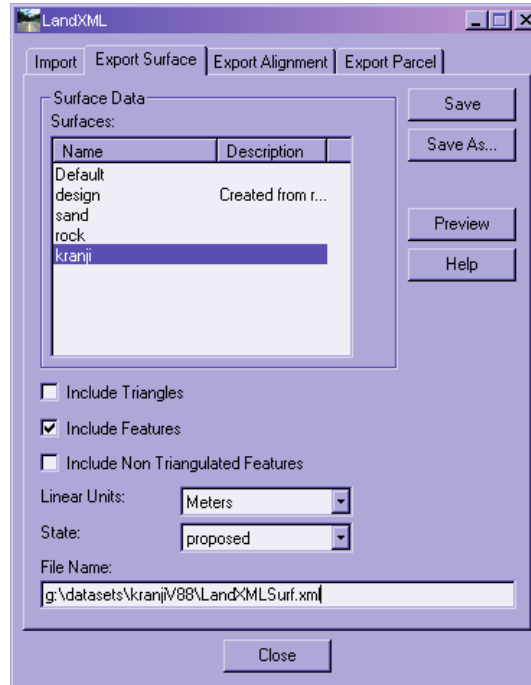 LandXML
Import Export Surface Export Alignment Export Parcel
Surface Data
Surfaces:
Name Description
Default
design Created from r...
sand
rock
kranji
Save
Save As...
Preview
Help
Include Triangles
Include Features
Include Non Triangulated Features
Linear Units: Meters
State: proposed
File Name:
g:\datasets\kranjiV88\LandXMLSurf.xml
Close